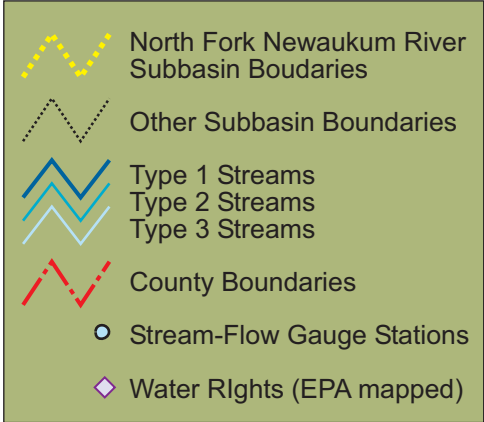 North Fork Newaukum River
Subbasin Boudaries
Other Subbasin Boundaries
Type 1 Streams
Type 2 Streams
Type 3 Streams
County Boundaries
Stream-Flow Gauge Stations
Water RIghts (EPA mapped)